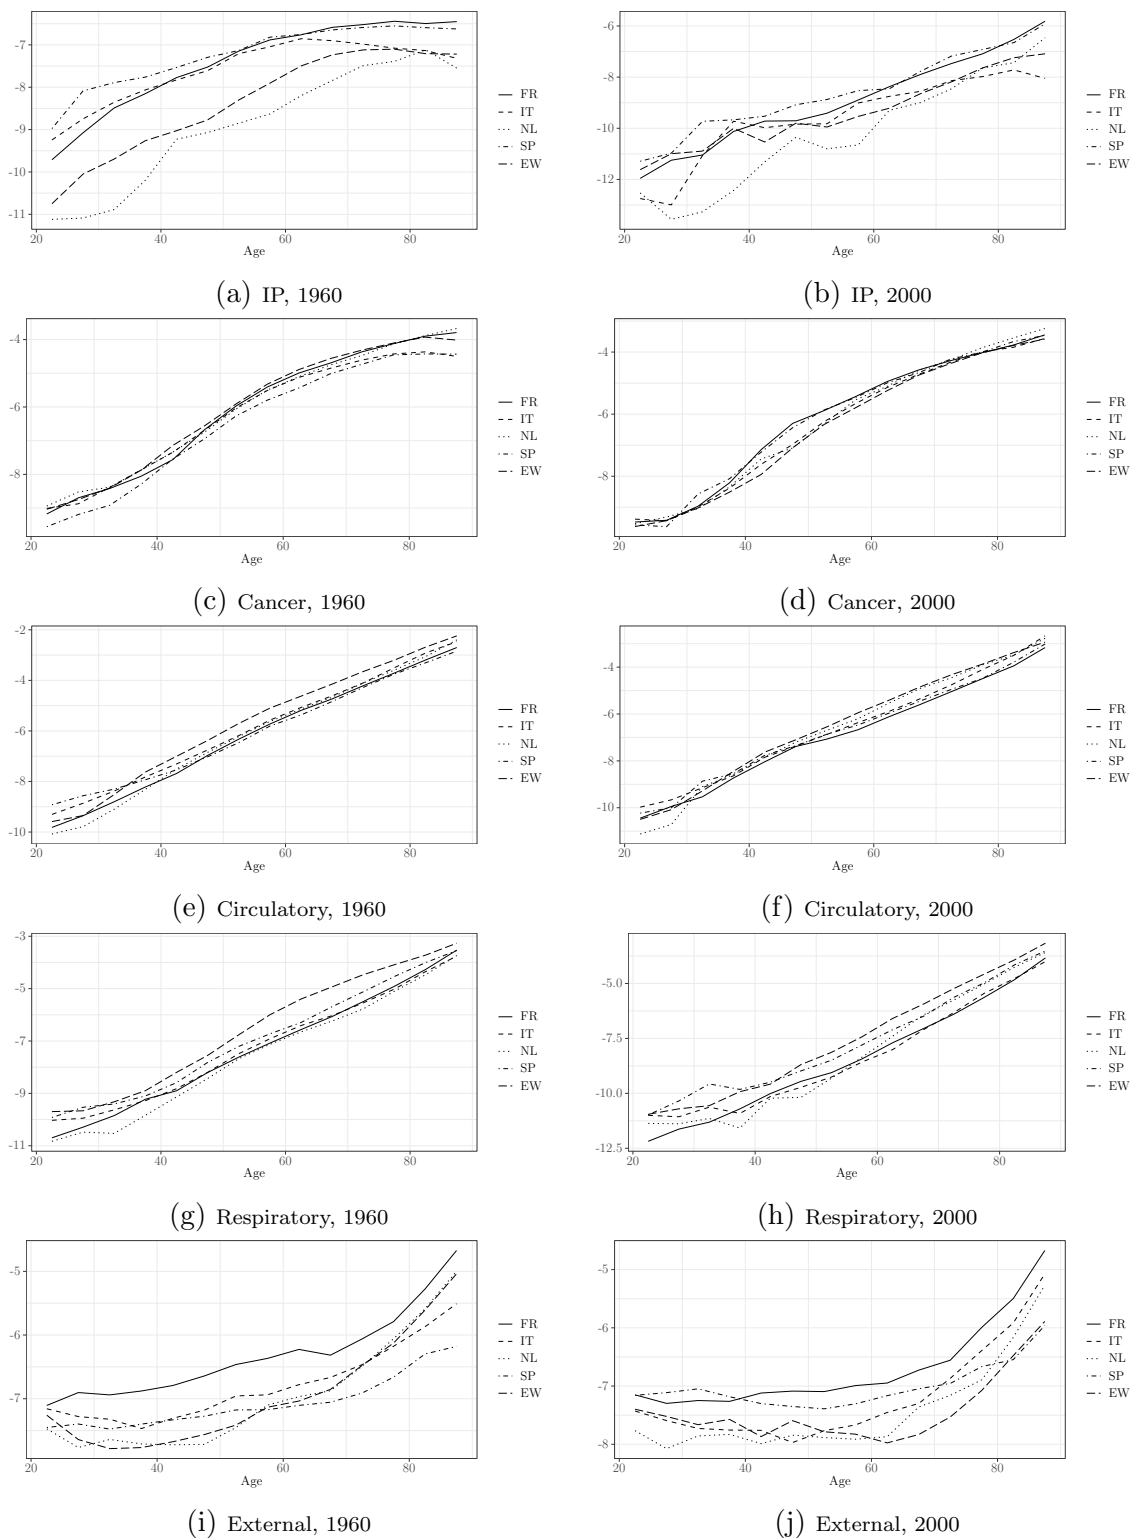 -7
-8
-9
-10
-11
20 40 60 80
Age
FR
IT
NL
SP
EW
(a) IP, 1960
-6
-8
-10
-12
20 40 60 80
Age
FR
IT
NL
SP
EW
(b) IP, 2000
-4
-6
-8
20 40 60 80
Age
FR
IT
NL
SP
EW
(c) Cancer, 1960
-4
-6
-8
20 40 60 80
Age
FR
IT
NL
SP
EW
(d) Cancer, 2000
-2
-4
-6
-8
-10
20 40 60 80
Age
FR
IT
NL
SP
EW
(e) Circulatory, 1960
-4
-6
-8
-10
20 40 60 80
Age
FR
IT
NL
SP
EW
(f) Circulatory, 2000
-3
-5
-7
-9
-11
20 40 60 80
Age
FR
IT
NL
SP
EW
(g) Respiratory, 1960
-5.0
-7.5
-10.0
-12.5
20 40 60 80
Age
FR
IT
NL
SP
EW
(h) Respiratory, 2000
-5
-6
-7
20 40 60 80
Age
FR
IT
NL
SP
EW
(i) External, 1960
-5
-6
-7
-8
20 40 60 80
Age
FR
IT
NL
SP
EW
(j) External, 2000